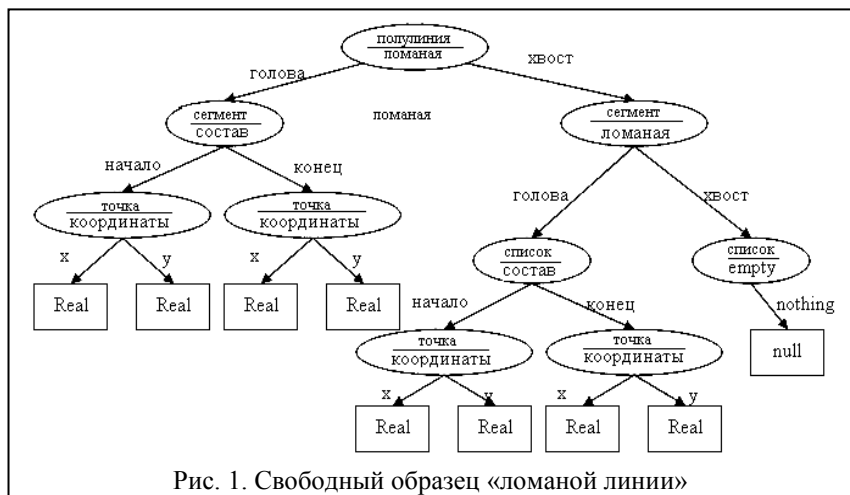 полулиния
ломаная
голова
хвост
сегмент
состав
ломаная
сегмент
ломаная
начало
конец
голова
хвост
точка
координаты
точка
координаты
список
состав
список
empty
x
y
x
y
Real
Real
Real
Real
начало
конец
nothing
точка
координаты
точка
координаты
null
x
y
x
y
Real
Real
Real
Real
Рис. 1. Свободный образец «ломаной линии»